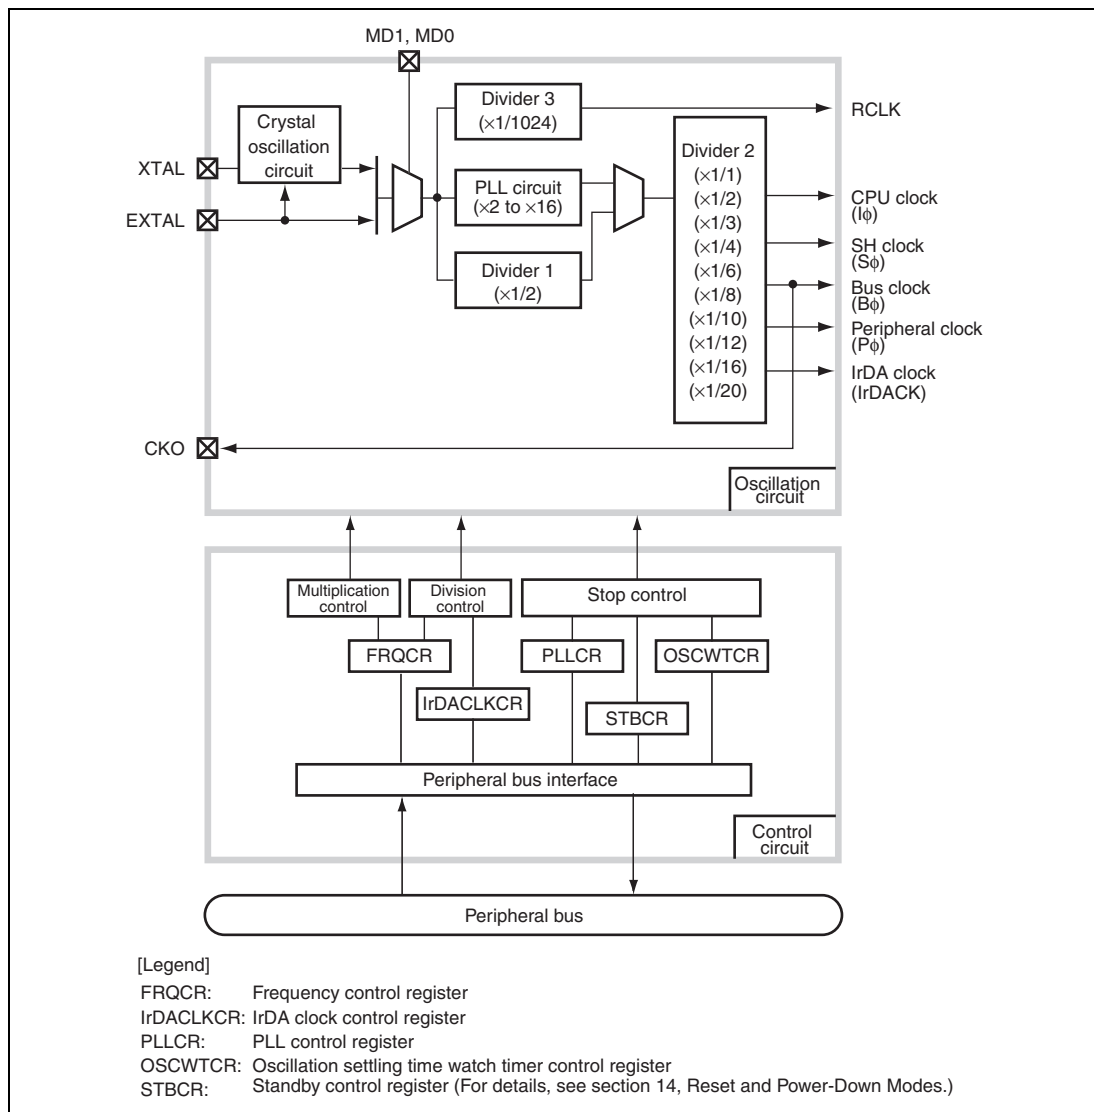 MD1, MD0
Divider 3
(×1/1024)
RCLK
Crystal
oscillation
circuit
XTAL
EXTAL
PLL circuit
(×2 to ×16)
Divider 1
(×1/2)
Divider 2
(×1/1)
(×1/2)
(×1/3)
(×1/4)
(×1/6)
(×1/8)
(×1/10)
(×1/12)
(×1/16)
(×1/20)
CPU clock
(Iϕ)
SH clock
(Sϕ)
Bus clock
(Bϕ)
Peripheral clock
(Pϕ)
IrDA clock
(IrDACK)
CKO
Oscillation
circuit
Multiplication
control
Division
control
Stop control
FRQCR
PLLCR
OSCWTCR
IrDACLKCR
STBCR
Peripheral bus interface
Control
circuit
Peripheral bus
[Legend]
FRQCR: Frequency control register
IrDACLKCR: IrDA clock control register
PLLCR: PLL control register
OSCWTCR: Oscillation settling time watch timer control register
STBCR: Standby control register (For details, see section 14, Reset and Power-Down Modes.)